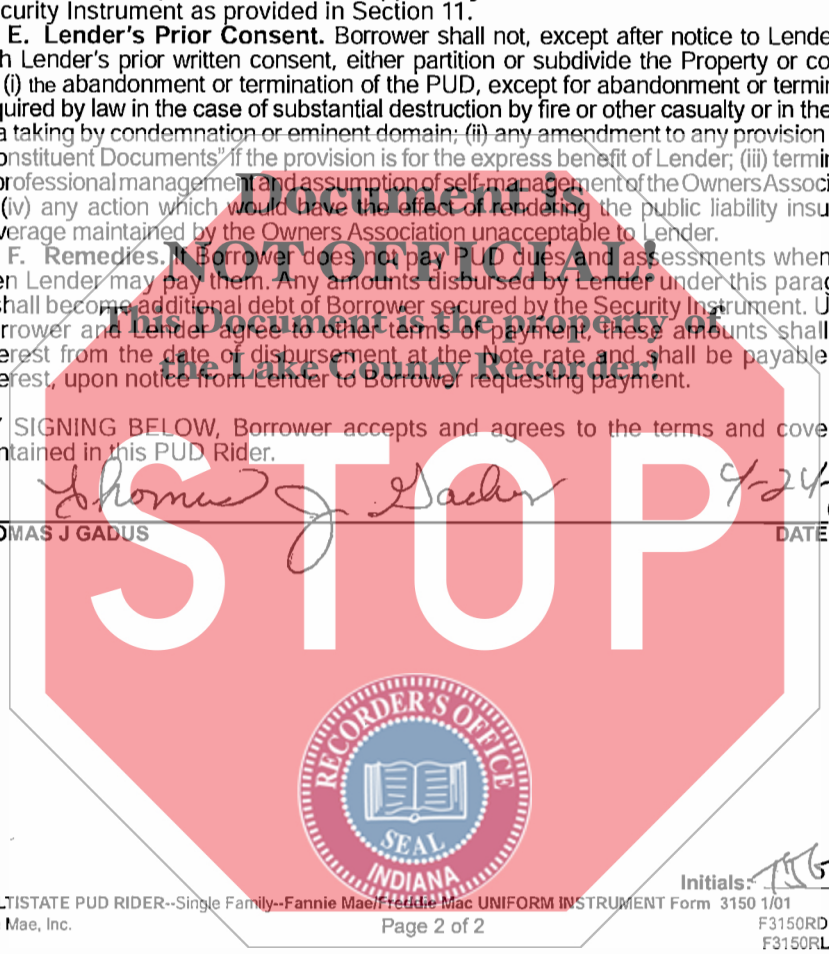 curity Instrument as provided in Section 11.
E. Lender's Prior Consent. Borrower shall not, except after notice to Lende
h Lender's prior written consent, either partition or subdivide the Property or co
(i) the abandonment or termination of the PUD, except for abandonment or termin
uired by law in the case of substantial destruction by fire or other casualty or in the
a taking by condemnation or eminent domain; (ii) any amendment to any provision
onstituent Documents" if the provision is for the express benefit of Lender; (iii) termin
professional management and assumption of self-management of the Owners Associ
(iv) any action which would have the effect of rendering the public liability insu
verage maintained by the Owners Association unacceptable to Lender.
F. Remedies. If Borrower does not pay PUD dues and assessments when
en Lender may pay them. Any amounts disbursed by Lender under this parag
shall become additional debt of Borrower secured by the Security Instrument. U
rrower and Lender agree to other terms of payment, these amounts shall
erest from the date of disbursement at the Note rate and shall be payable
erest, upon notice from Lender to Borrower requesting payment.
Document is
NOT OFFICIAL!
This Document is the property of
the Lake County Recorder!
SIGNING BELOW, Borrower accepts and agrees to the terms and cove
ntained in this PUD Rider.
STOP
Thomas J Gadus 4-24-
OMAS J GADUS DATE
RECORDER'S OFFICE
SEAL
INDIANA
Initials: TJG
LTISTATE PUD RIDER--Single Family--Fannie Mae/Freddie Mac UNIFORM INSTRUMENT Form 3150 1/01
Mae, Inc. Page 2 of 2 F3150RD
F3150RL